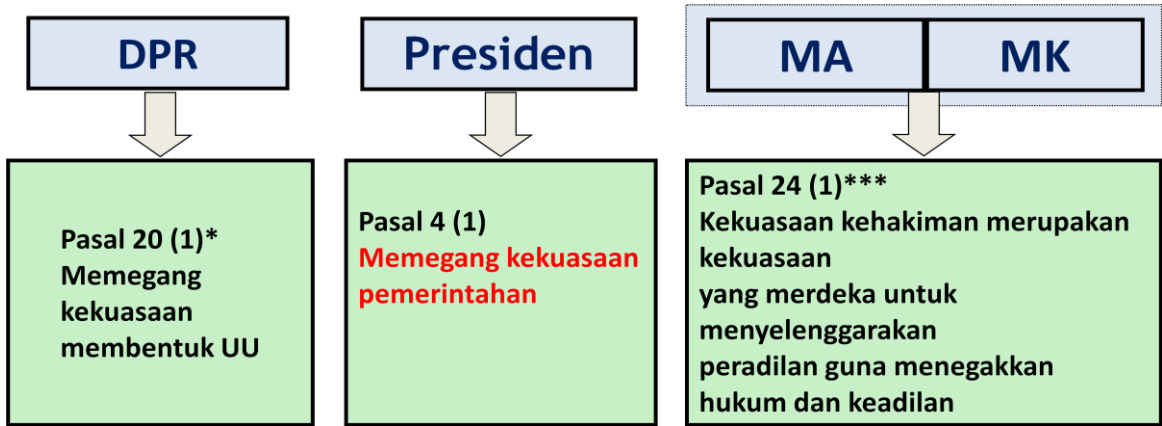 DPR
Presiden
MA
MK
Pasal 20 (1)*
Memegang
kekuasaan
membentuk UU
Pasal 4 (1)
Memegang kekuasaan
pemerintahan
Pasal 24 (1)***
Kekuasaan kehakiman merupakan
kekuasaan
yang merdeka untuk
menyelenggarakan
peradilan guna menegakkan
hukum dan keadilan